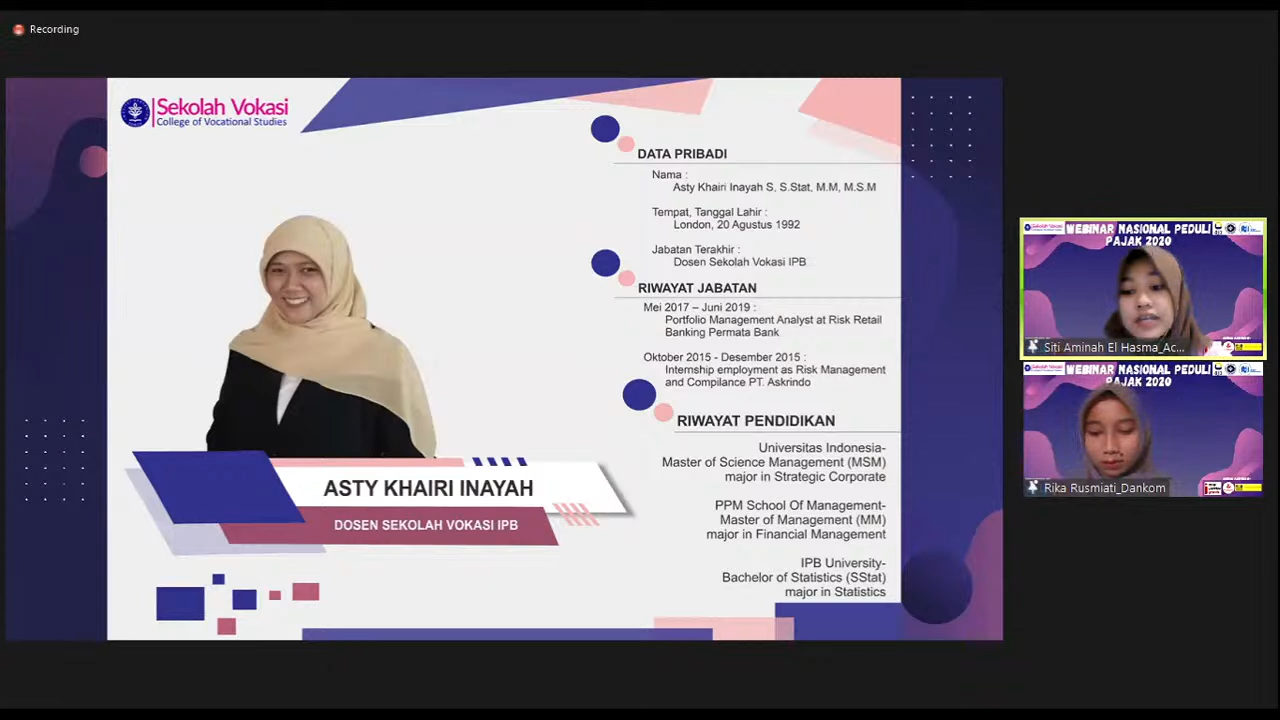 Recording
Sekolah Vokasi
College of Vocational Studies
DATA PRIBADI
Nama :
Asty Khairi Inayah S, S.Stat, M.M, M.S.M
Tempat, Tanggal Lahir :
London, 20 Agustus 1992
Jabatan Terakhir :
Dosen Sekolah Vokasi IPB
RIWAYAT JABATAN
Mei 2017 – Juni 2019 :
Portfolio Management Analyst at Risk Retail
Banking Permata Bank
Oktober 2015 - Desember 2015 :
Internship employment as Risk Management
and Compilance PT. Askrindo
RIWAYAT PENDIDIKAN
Universitas Indonesia-
Master of Science Management (MSM)
major in Strategic Corporate
PPM School Of Management-
Master of Management (MM)
major in Financial Management
IPB University-
Bachelor of Statistics (SStat)
major in Statistics
ASTY KHAIRI INAYAH
DOSEN SEKOLAH VOKASI IPB
WEBINAR NASIONAL PEDULI
PAJAK 2020
Siti Aminah El Hasma_Ac...
WEBINAR NASIONAL PEDULI
PAJAK 2020
Rika Rusmiati_Dankom